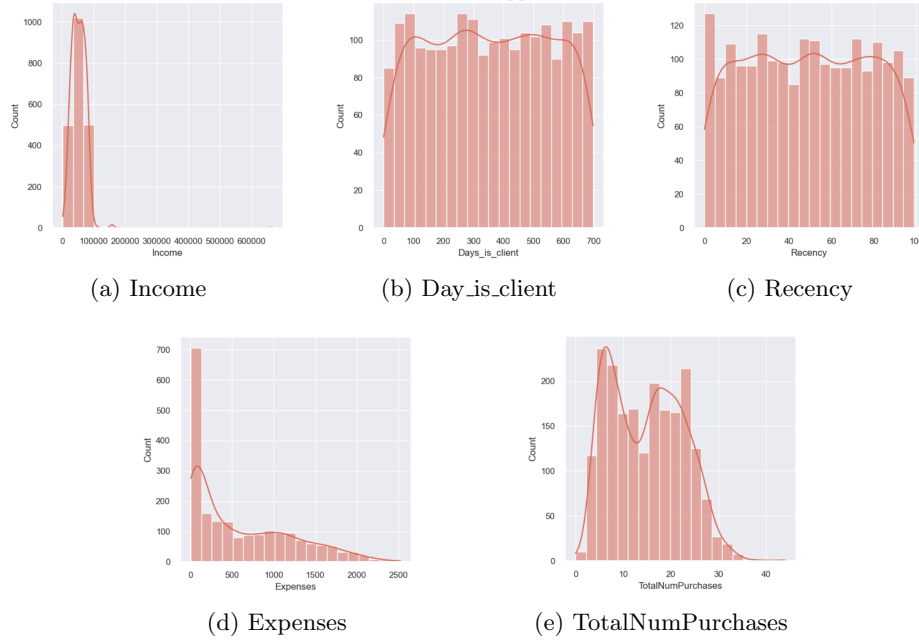 1000
800
600
400
200
0
Count
0 100000 200000 300000 400000 500000 600000
Income
(a) Income
100
80
60
40
20
0
Count
0 100 200 300 400 500 600 700
Days_is_client
(b) Day_is_client
120
100
80
60
40
20
0
Count
0 20 40 60 80 100
Recency
(c) Recency
700
600
500
400
300
200
100
0
Count
0 500 1000 1500 2000 2500
Expenses
(d) Expenses
200
150
100
50
0
Count
0 10 20 30 40
TotalNumPurchases
(e) TotalNumPurchases